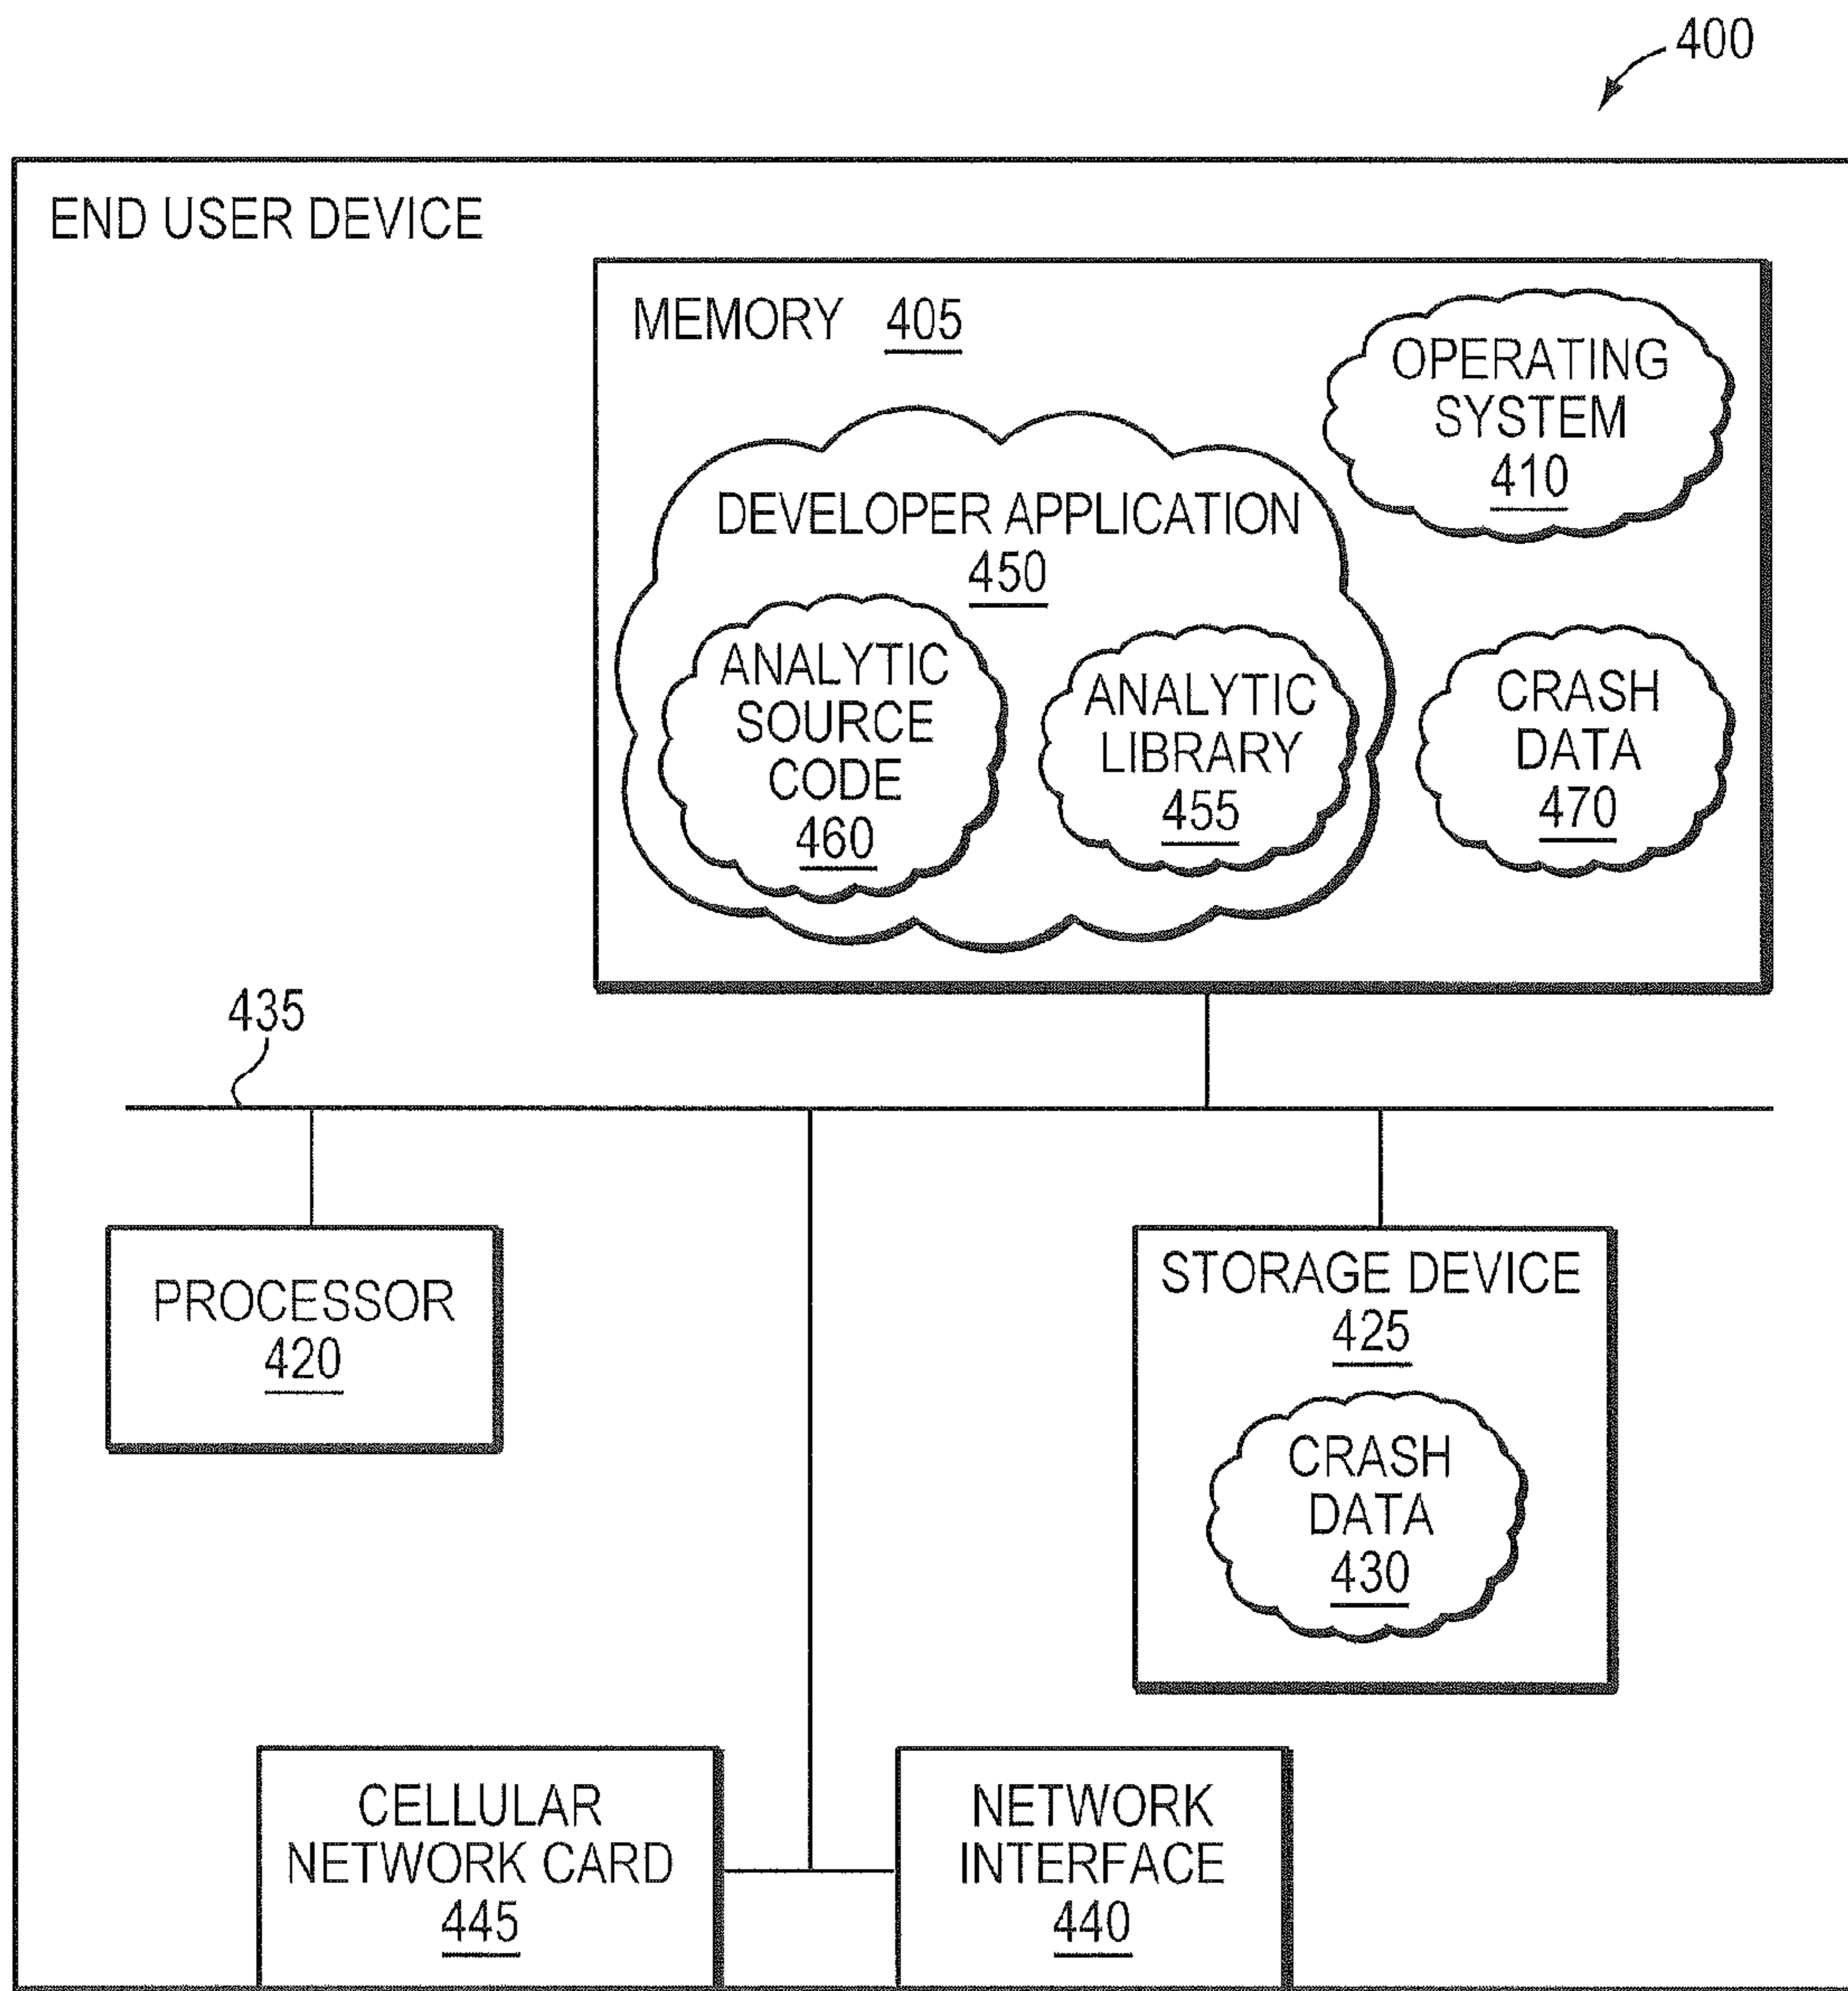 400
END USER DEVICE
MEMORY 405
OPERATING
SYSTEM
410
DEVELOPER APPLICATION
450
ANALYTIC
SOURCE
CODE
460
ANALYTIC
LIBRARY
455
CRASH
DATA
470
435
PROCESSOR
420
STORAGE DEVICE
425
CRASH
DATA
430
CELLULAR
NETWORK CARD
445
NETWORK
INTERFACE
440